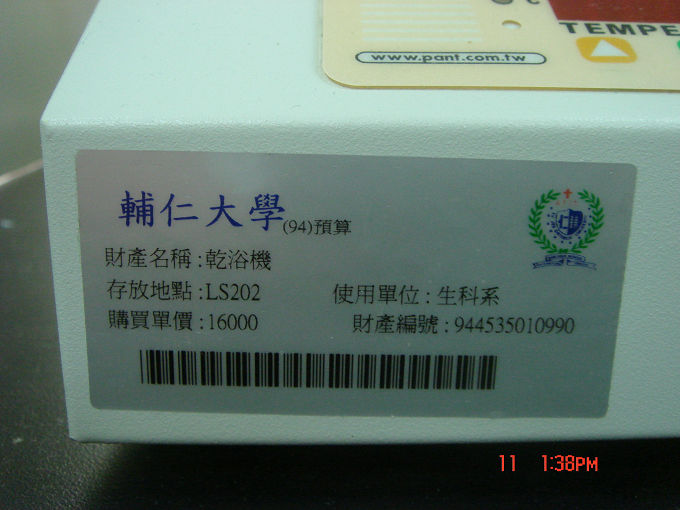 °C
TEMPE
www.pant.com.tw
輔仁大學(94)預算
財產名稱:乾浴機
存放地點:LS202 使用單位:生科系
購買單價:16000 財產編號:944535010990
11 1:38PM